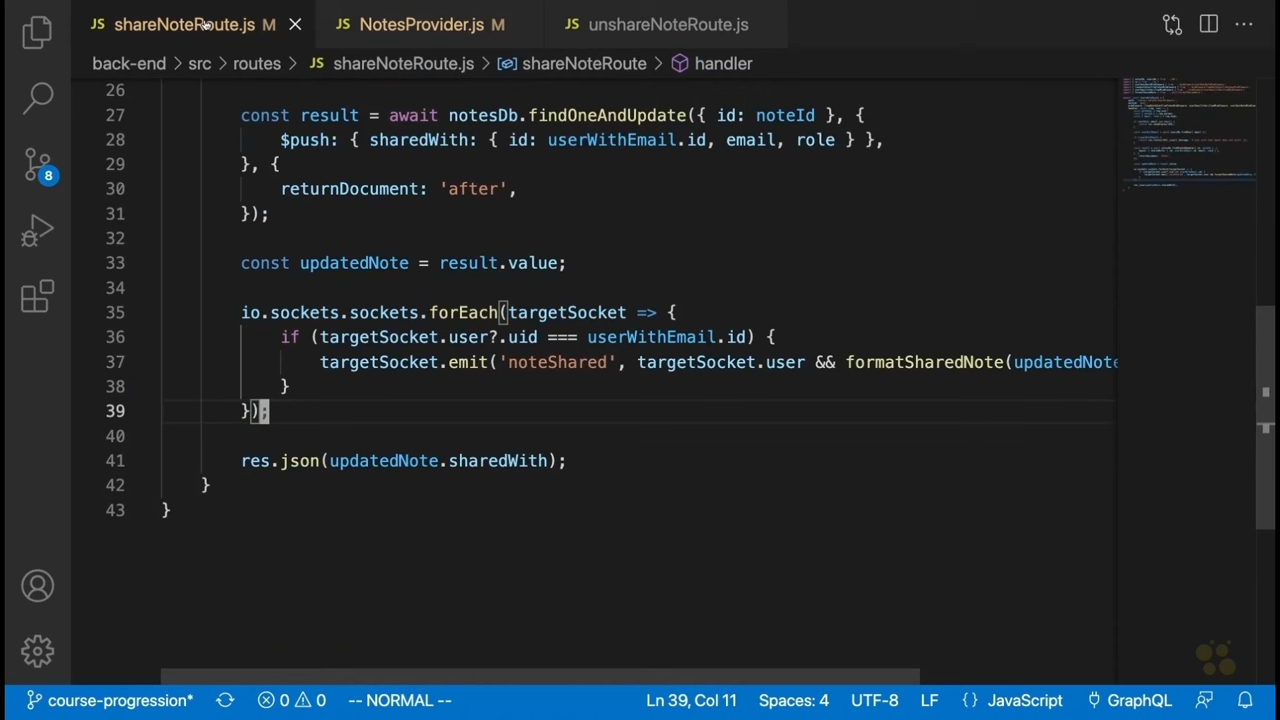 JS shareNoteRoute.js M
JS NotesProvider.js M
JS unshareNoteRoute.js
back-end > src > routes > JS shareNoteRoute.js > shareNoteRoute > handler
26
27 const result = await notesDb.findOneAndUpdate({ id: noteId }, {
28 $push: { sharedWith: { id: userWithEmail.id, email, role } },
29 }, {
30 returnDocument: 'after',
31 });
32
33 const updatedNote = result.value;
34
35 io.sockets.sockets.forEach(targetSocket => {
36 if (targetSocket.user?.uid === userWithEmail.id) {
37 targetSocket.emit('noteShared', targetSocket.user && formatSharedNote(updatedNote
38 }
39 });
40
41 res.json(updatedNote.sharedWith);
42 }
43 }
8
course-progression* 0 0 -- NORMAL -- Ln 39, Col 11 Spaces: 4 UTF-8 LF {} JavaScript GraphQL